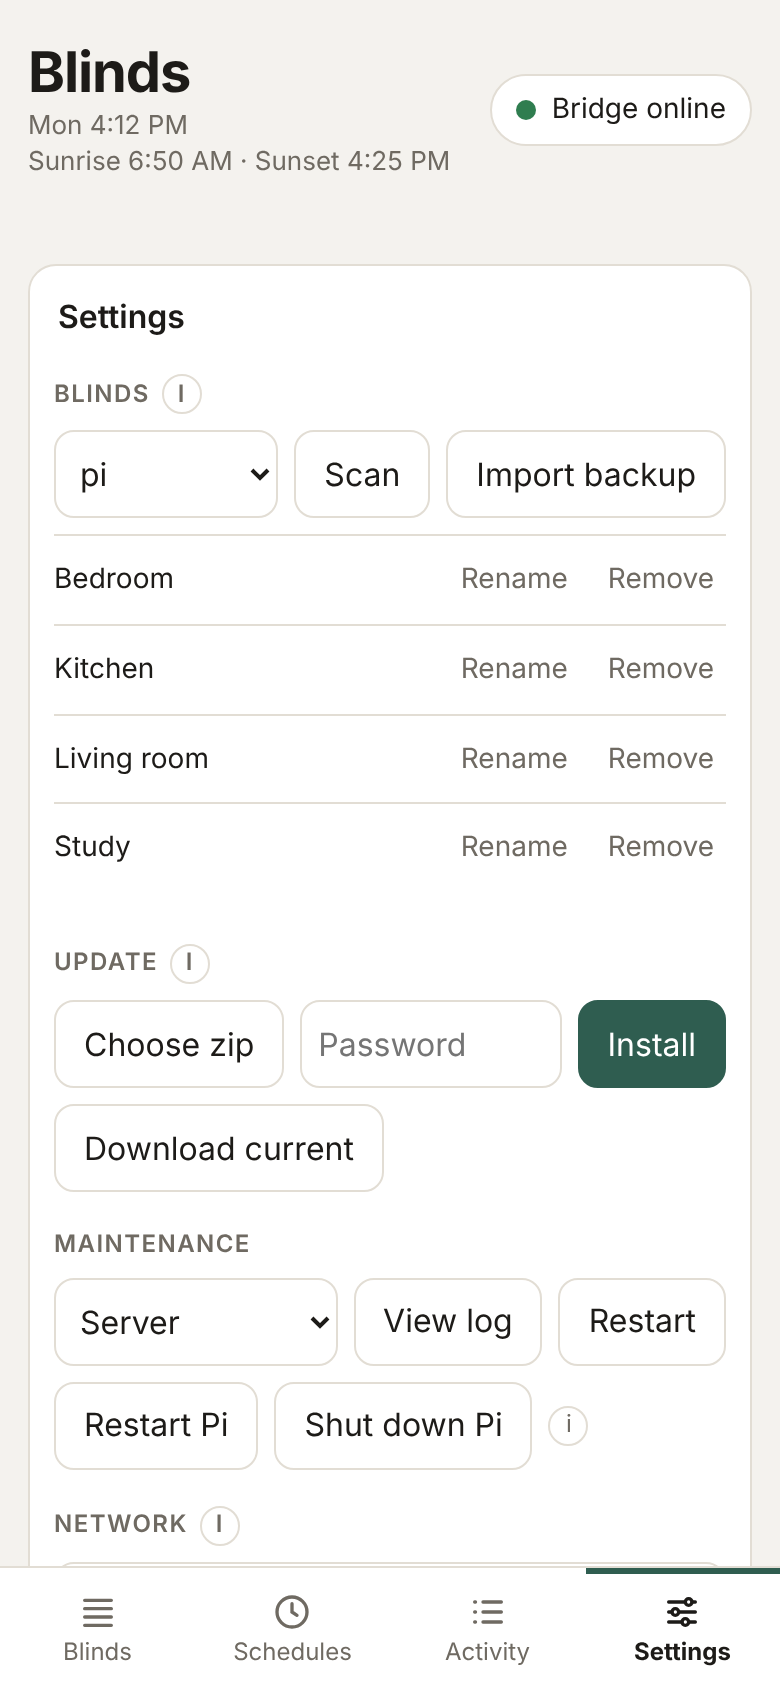 Blinds
Mon 4:12 PM
Sunrise 6:50 AM · Sunset 4:25 PM
Bridge online
Settings
BLINDS I
pi Scan Import backup
Bedroom Rename Remove
Kitchen Rename Remove
Living room Rename Remove
Study Rename Remove
UPDATE I
Choose zip Password Install
Download current
MAINTENANCE
Server View log Restart
Restart Pi Shut down Pi i
NETWORK I
Blinds Schedules Activity Settings